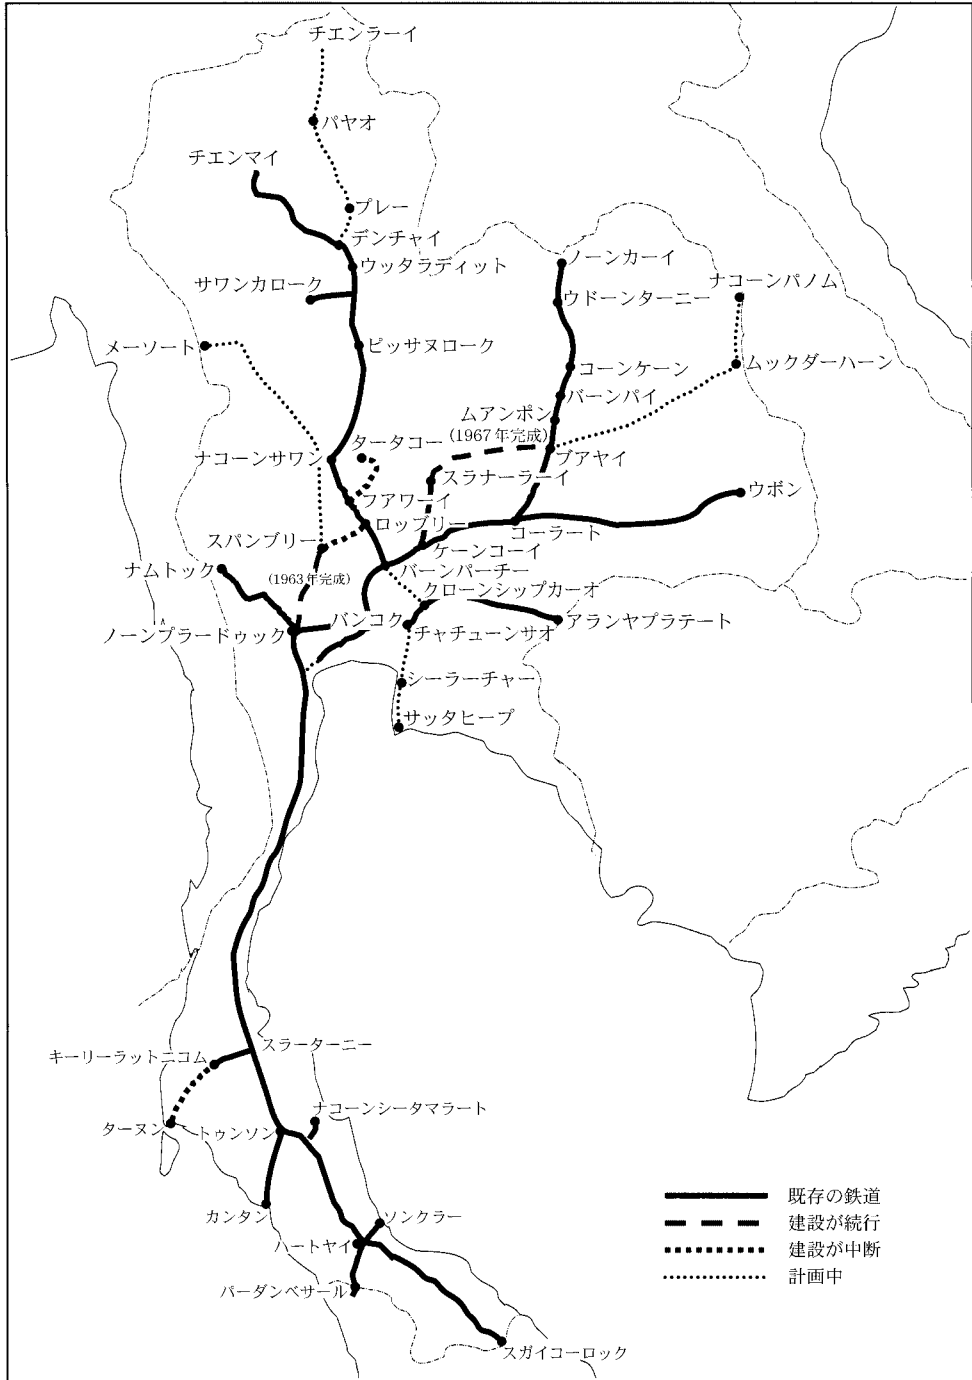 チエンラーイ
パヤオ
チエンマイ
プレー
デンチャイ
ウッタラディット
サワンカローク
ノーンカーイ
ナコーンパノム
ウドーンターニー
メーソート
ピッサヌローク
コーンケーン
ムックダーハーン
バーンパイ
ムアンポン
(1967年完成)
タータコー
ナコーンサワン
ブアヤイ
スラナーラーイ
ウボン
フアワーイ
ロッブリー
コーラート
スパンブリー
ケーンコーイ
ナムトック
(1963年完成)
バーンパーチー
クローンシップカーオ
バンコク
ノーンプラードゥック
チャチューンサオ
アランヤプラテート
シーラーチャー
サッタヒープ
スラーターニー
キーリーラットニコム
ナコーンシータマラート
ターヌン
トゥンソン
カンタン
ソンクラー
ハートヤイ
パーダンベサール
スガイコーロック
既存の鉄道
建設が続行
建設が中断
計画中